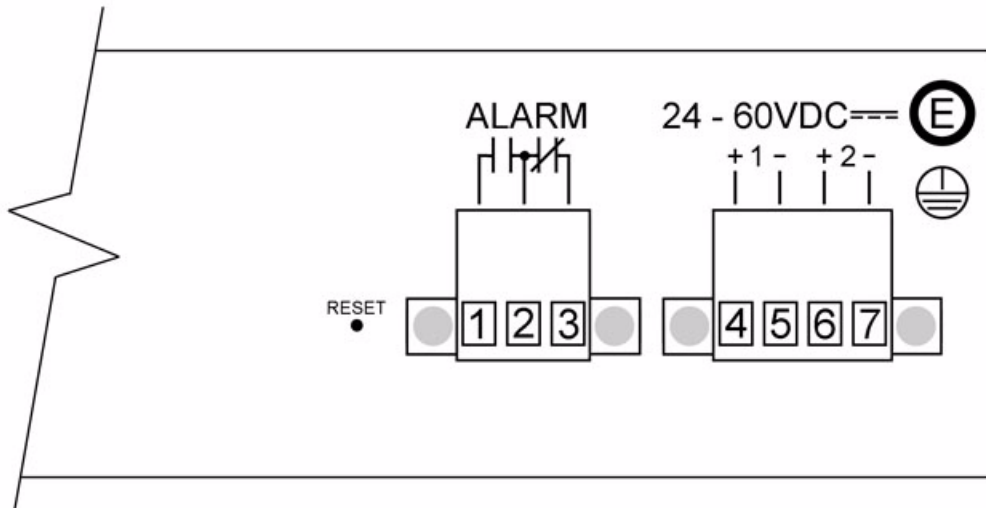 ALARM
24 - 60VDC
E
+ 1 - + 2 -
RESET
1 2 3
4 5 6 7